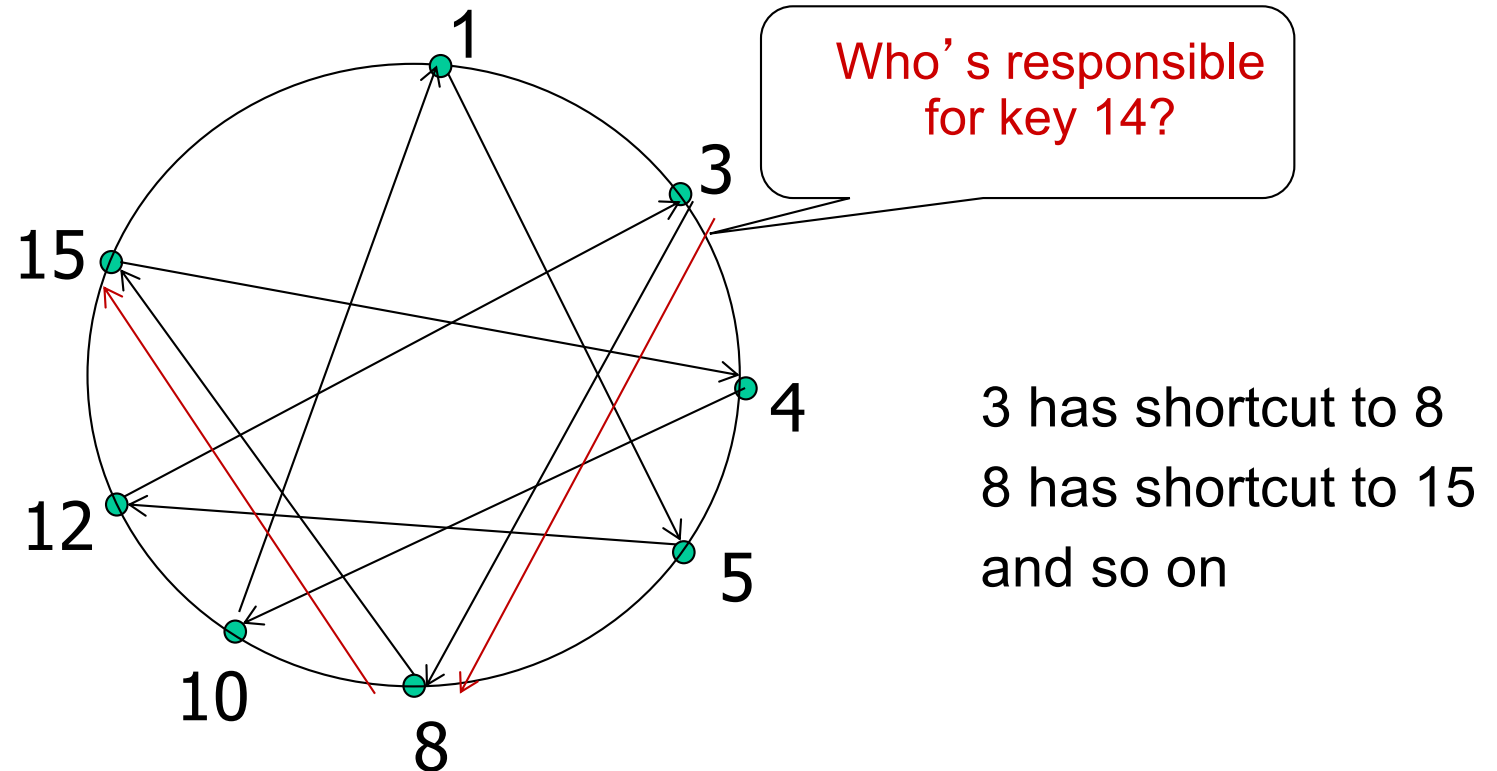 1
Who’s responsible
for key 14?
3
15
4
3 has shortcut to 8
8 has shortcut to 15
12
and so on
5
10
8